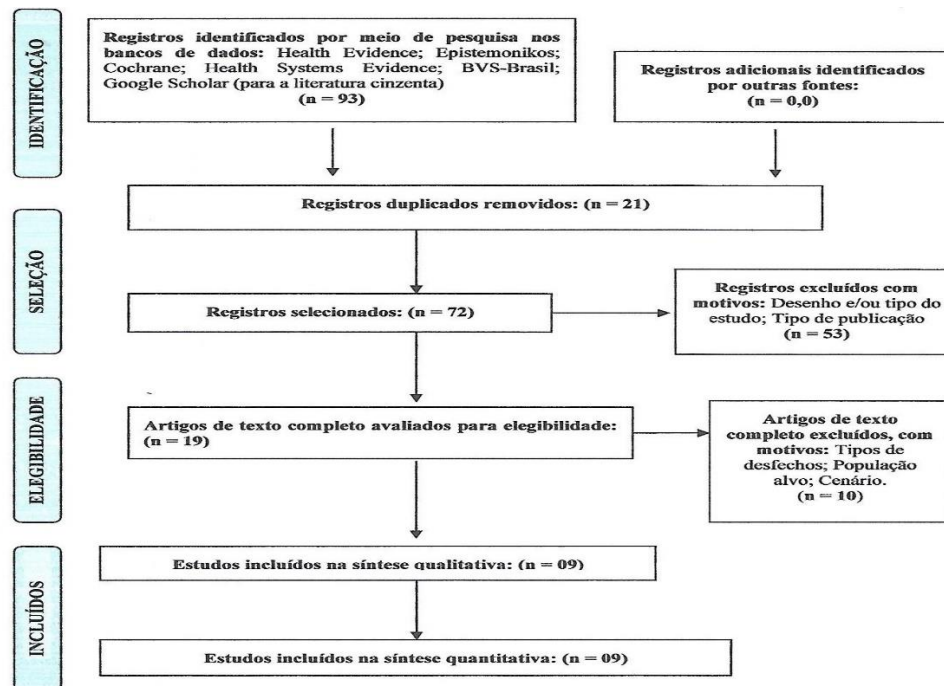 IDENTIFICAÇÃO
Registros identificados por meio de pesquisa nos
bancos de dados: Health Evidence; Epistemonikos;
Cochrane; Health Systems Evidence; BVS-Brasil;
Google Scholar (para a literatura cinzenta)
(n = 93)
Registros adicionais identificados
por outras fontes:
(n = 0,0)
Registros duplicados removidos: (n = 21)
SELEÇÃO
Registros selecionados: (n = 72)
Registros excluídos com
motivos: Desenho e/ou tipo do
estudo; Tipo de publicação
(n = 53)
ELEGIBILIDADE
Artigos de texto completo avaliados para elegibilidade:
(n = 19)
Artigos de texto
completo excluídos, com
motivos: Tipos de
desfechos; População
alvo; Cenário.
(n = 10)
INCLUÍDOS
Estudos incluídos na síntese qualitativa: (n = 09)
Estudos incluídos na síntese quantitativa: (n = 09)